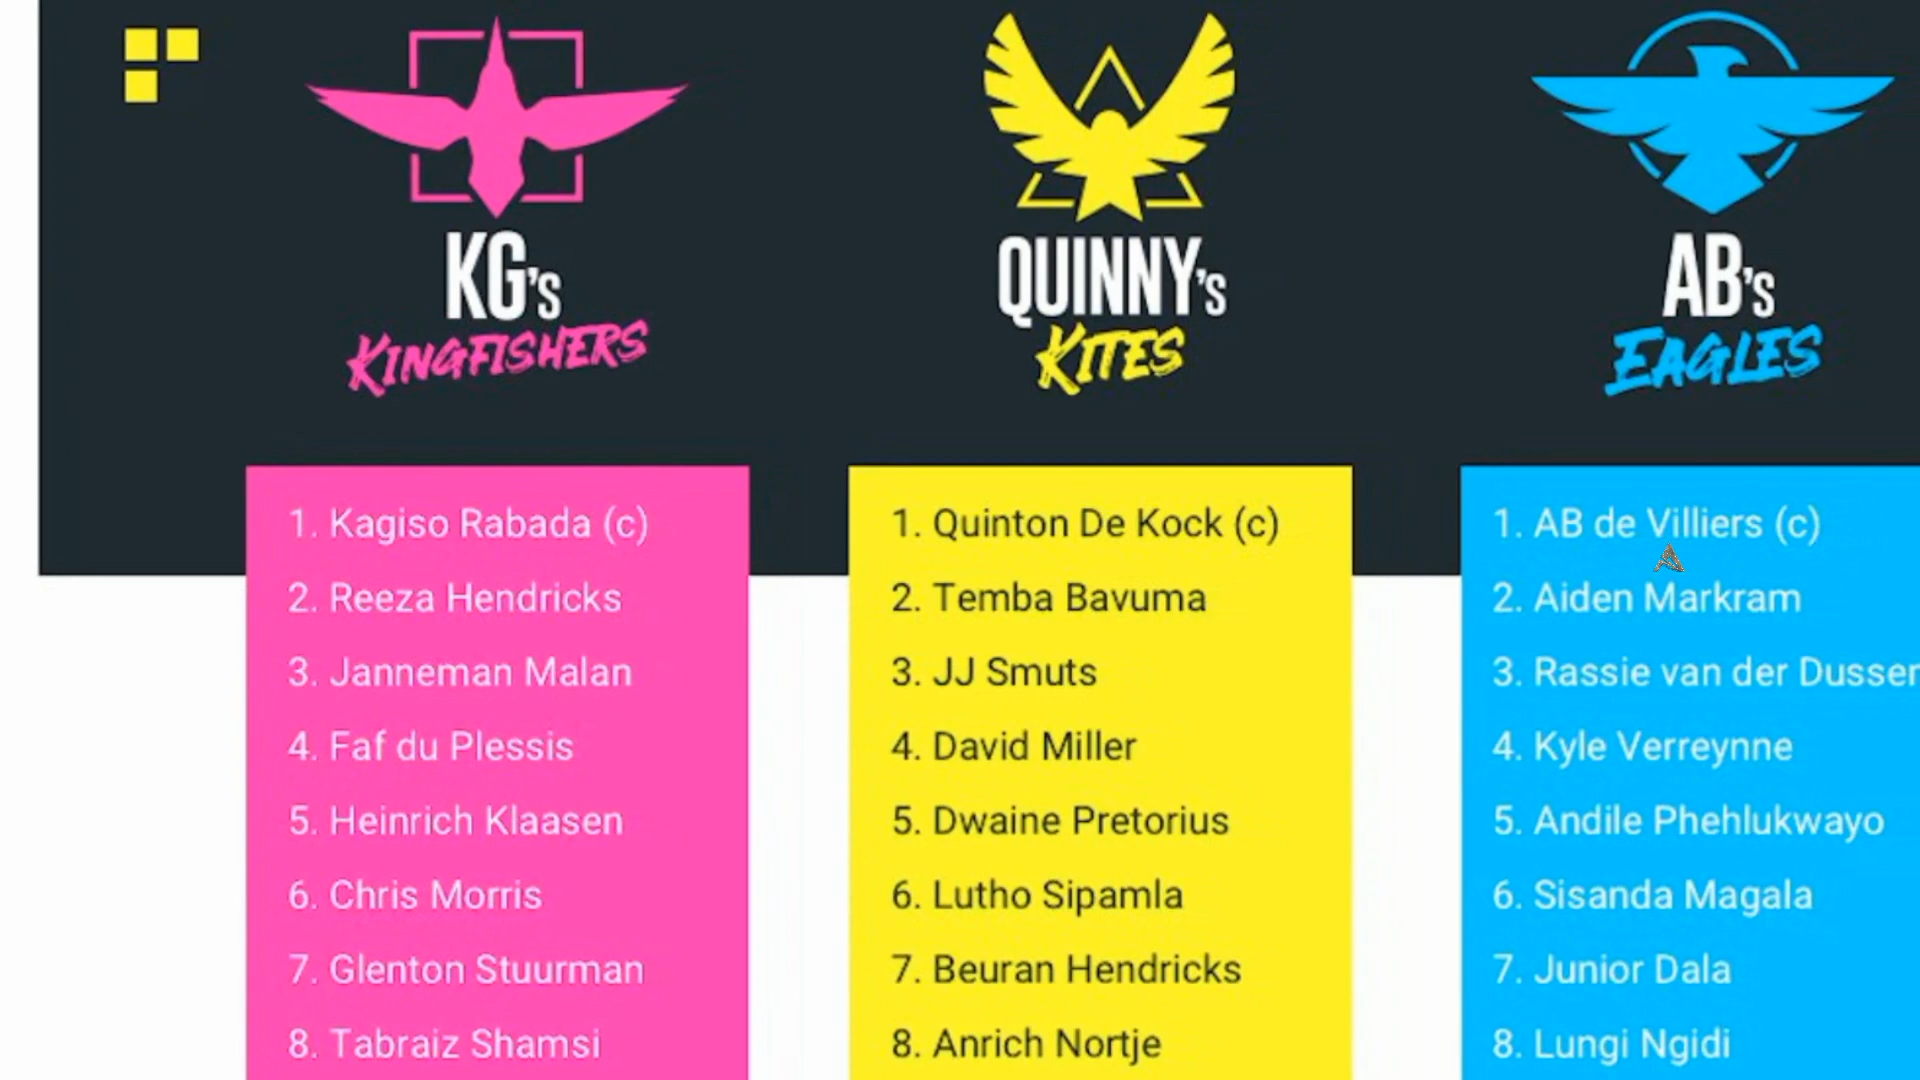 KG's
KINGFISHERS
1. Kagiso Rabada (c)
2. Reeza Hendricks
3. Janneman Malan
4. Faf du Plessis
5. Heinrich Klaasen
6. Chris Morris
7. Glenton Stuurman
8. Tabraiz Shamsi
QUINNY's
KITES
1. Quinton De Kock (c)
2. Temba Bavuma
3. JJ Smuts
4. David Miller
5. Dwaine Pretorius
6. Lutho Sipamla
7. Beuran Hendricks
8. Anrich Nortje
AB's
EAGLES
1. AB de Villiers (c)
2. Aiden Markram
3. Rassie van der Dussen
4. Kyle Verreynne
5. Andile Phehlukwayo
6. Sisanda Magala
7. Junior Dala
8. Lungi Ngidi